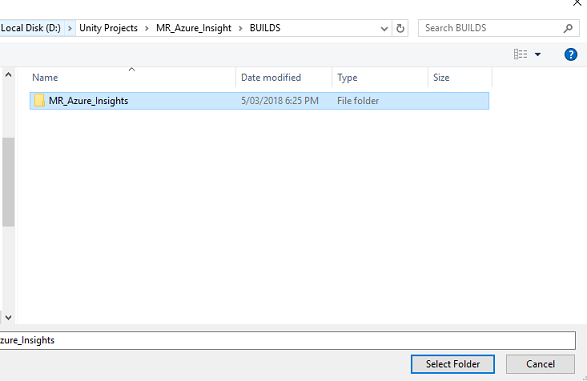 Local Disk (D:) > Unity Projects > MR_Azure_Insight > BUILDS Search BUILDS
?
Name Date modified Type Size
MR_Azure_Insights 5/03/2018 6:25 PM File folder
zure_Insights
Select Folder Cancel